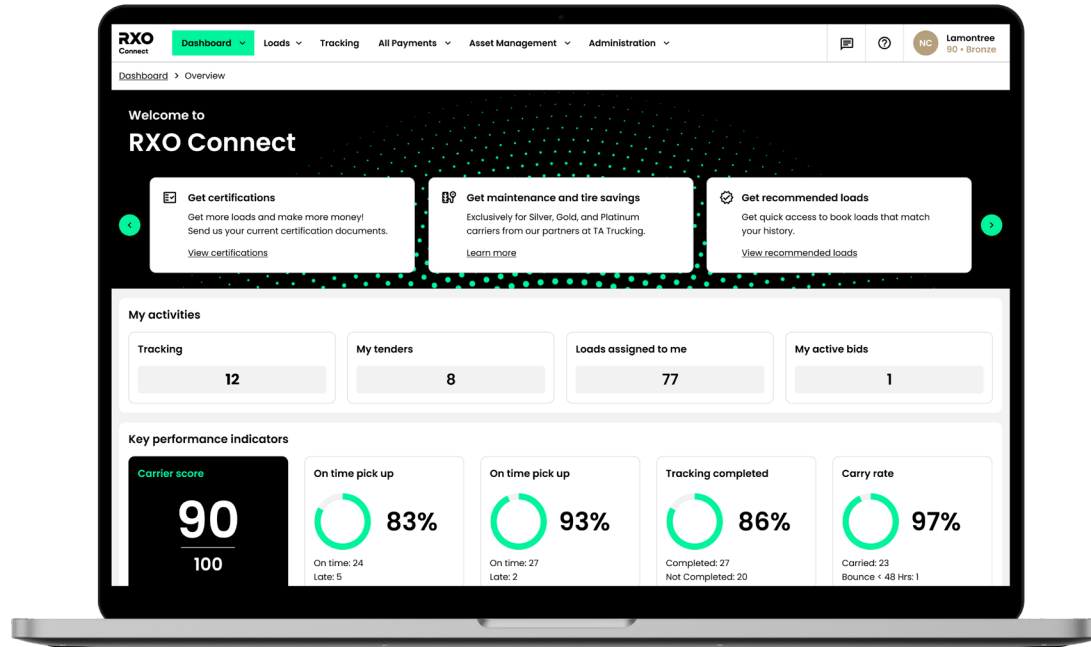 RXO
Connect
Dashboard
Loads
Tracking
All Payments
Asset Management
Administration
NC
Lamontree
90 • Bronze
Dashboard > Overview
Welcome to
RXO Connect
Get certifications
Get more loads and make more money!
Send us your current certification documents.
View certifications
Get maintenance and tire savings
Exclusively for Silver, Gold, and Platinum
carriers from our partners at TA Trucking.
Learn more
Get recommended loads
Get quick access to book loads that match
your history.
View recommended loads
My activities
Tracking
12
My tenders
8
Loads assigned to me
77
My active bids
1
Key performance indicators
Carrier score
90
100
On time pick up
83%
On time: 24
Late: 5
On time pick up
93%
On time: 27
Late: 2
Tracking completed
86%
Completed: 27
Not Completed: 20
Carry rate
97%
Carried: 23
Bounce < 48 Hrs: 1